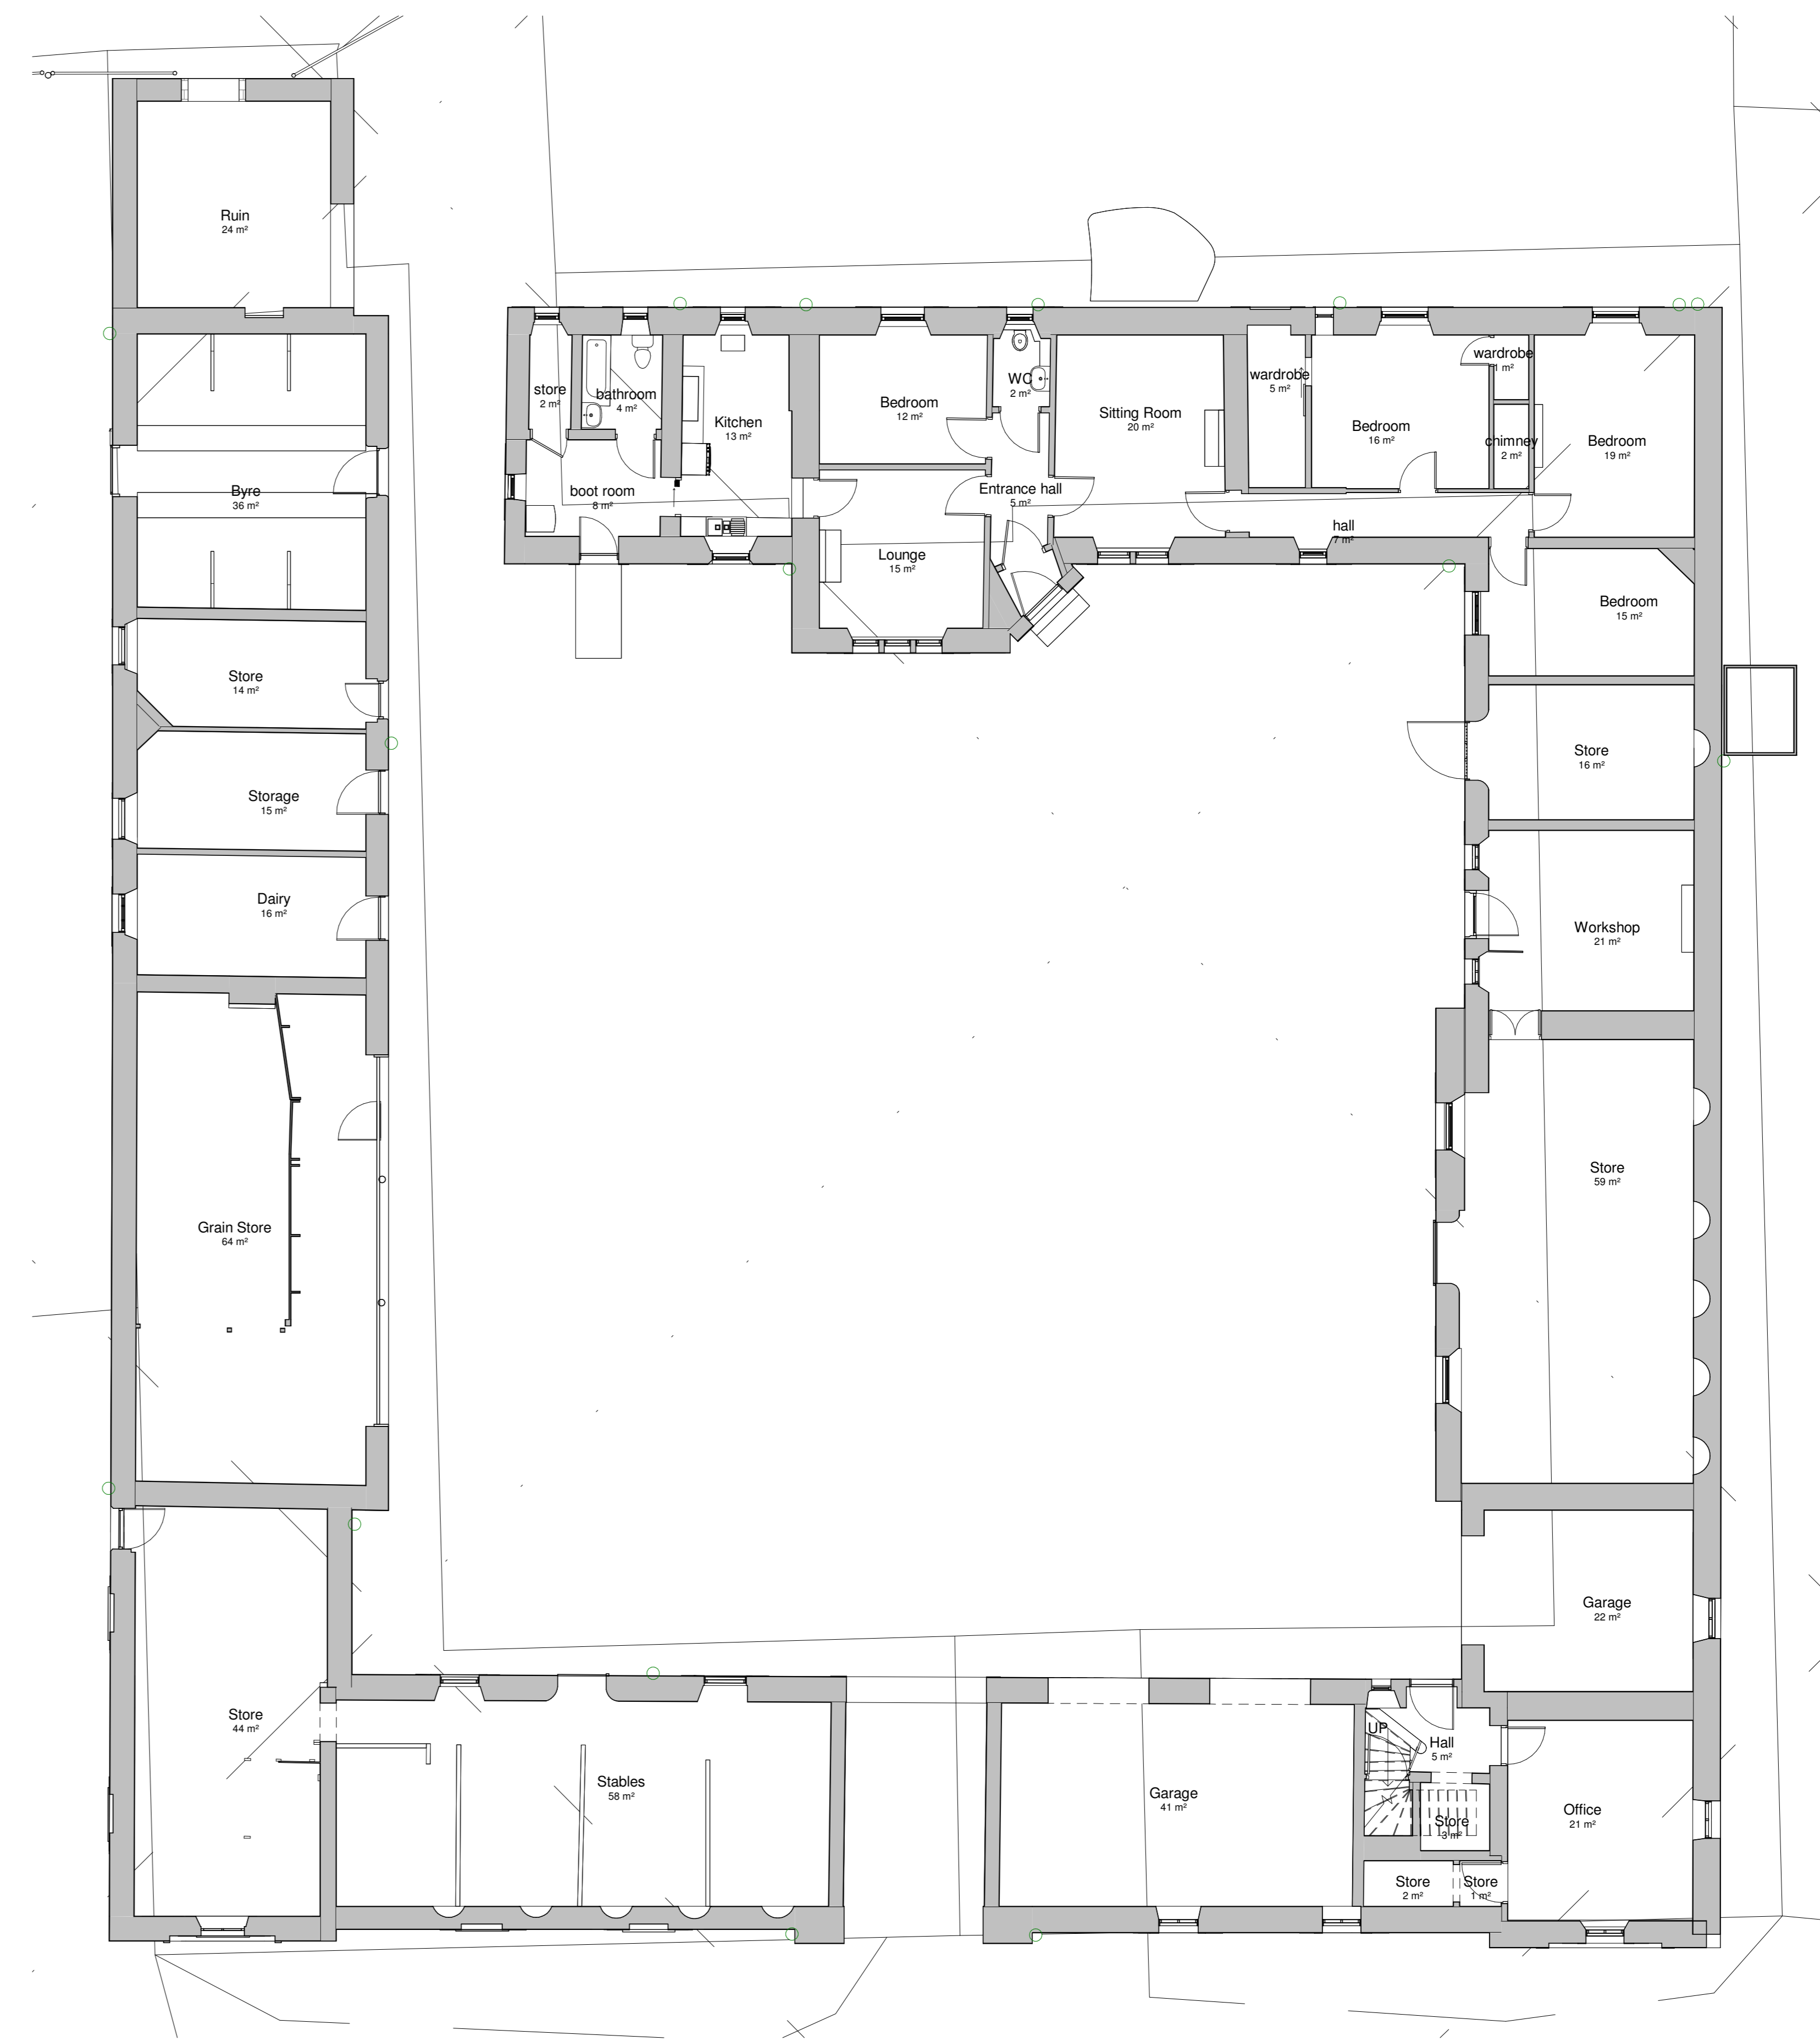 Ruin
24 m²
Byre
36 m²
Store
14 m²
Storage
15 m²
Dairy
16 m²
Grain Store
64 m²
Store
44 m²
Stables
58 m²
store
2 m²
bathroom
4 m²
Kitchen
13 m²
boot room
8 m²
Bedroom
12 m²
WC
2 m²
Sitting Room
20 m²
Entrance hall
5 m²
Lounge
15 m²
wardrobe
5 m²
Bedroom
16 m²
wardrobe
1 m²
chimney
2 m²
Bedroom
19 m²
hall
7 m²
Bedroom
15 m²
Store
16 m²
Workshop
21 m²
Store
59 m²
Garage
22 m²
Garage
41 m²
UP
Hall
5 m²
Store
3 m²
Store
2 m²
Store
1 m²
Office
21 m²